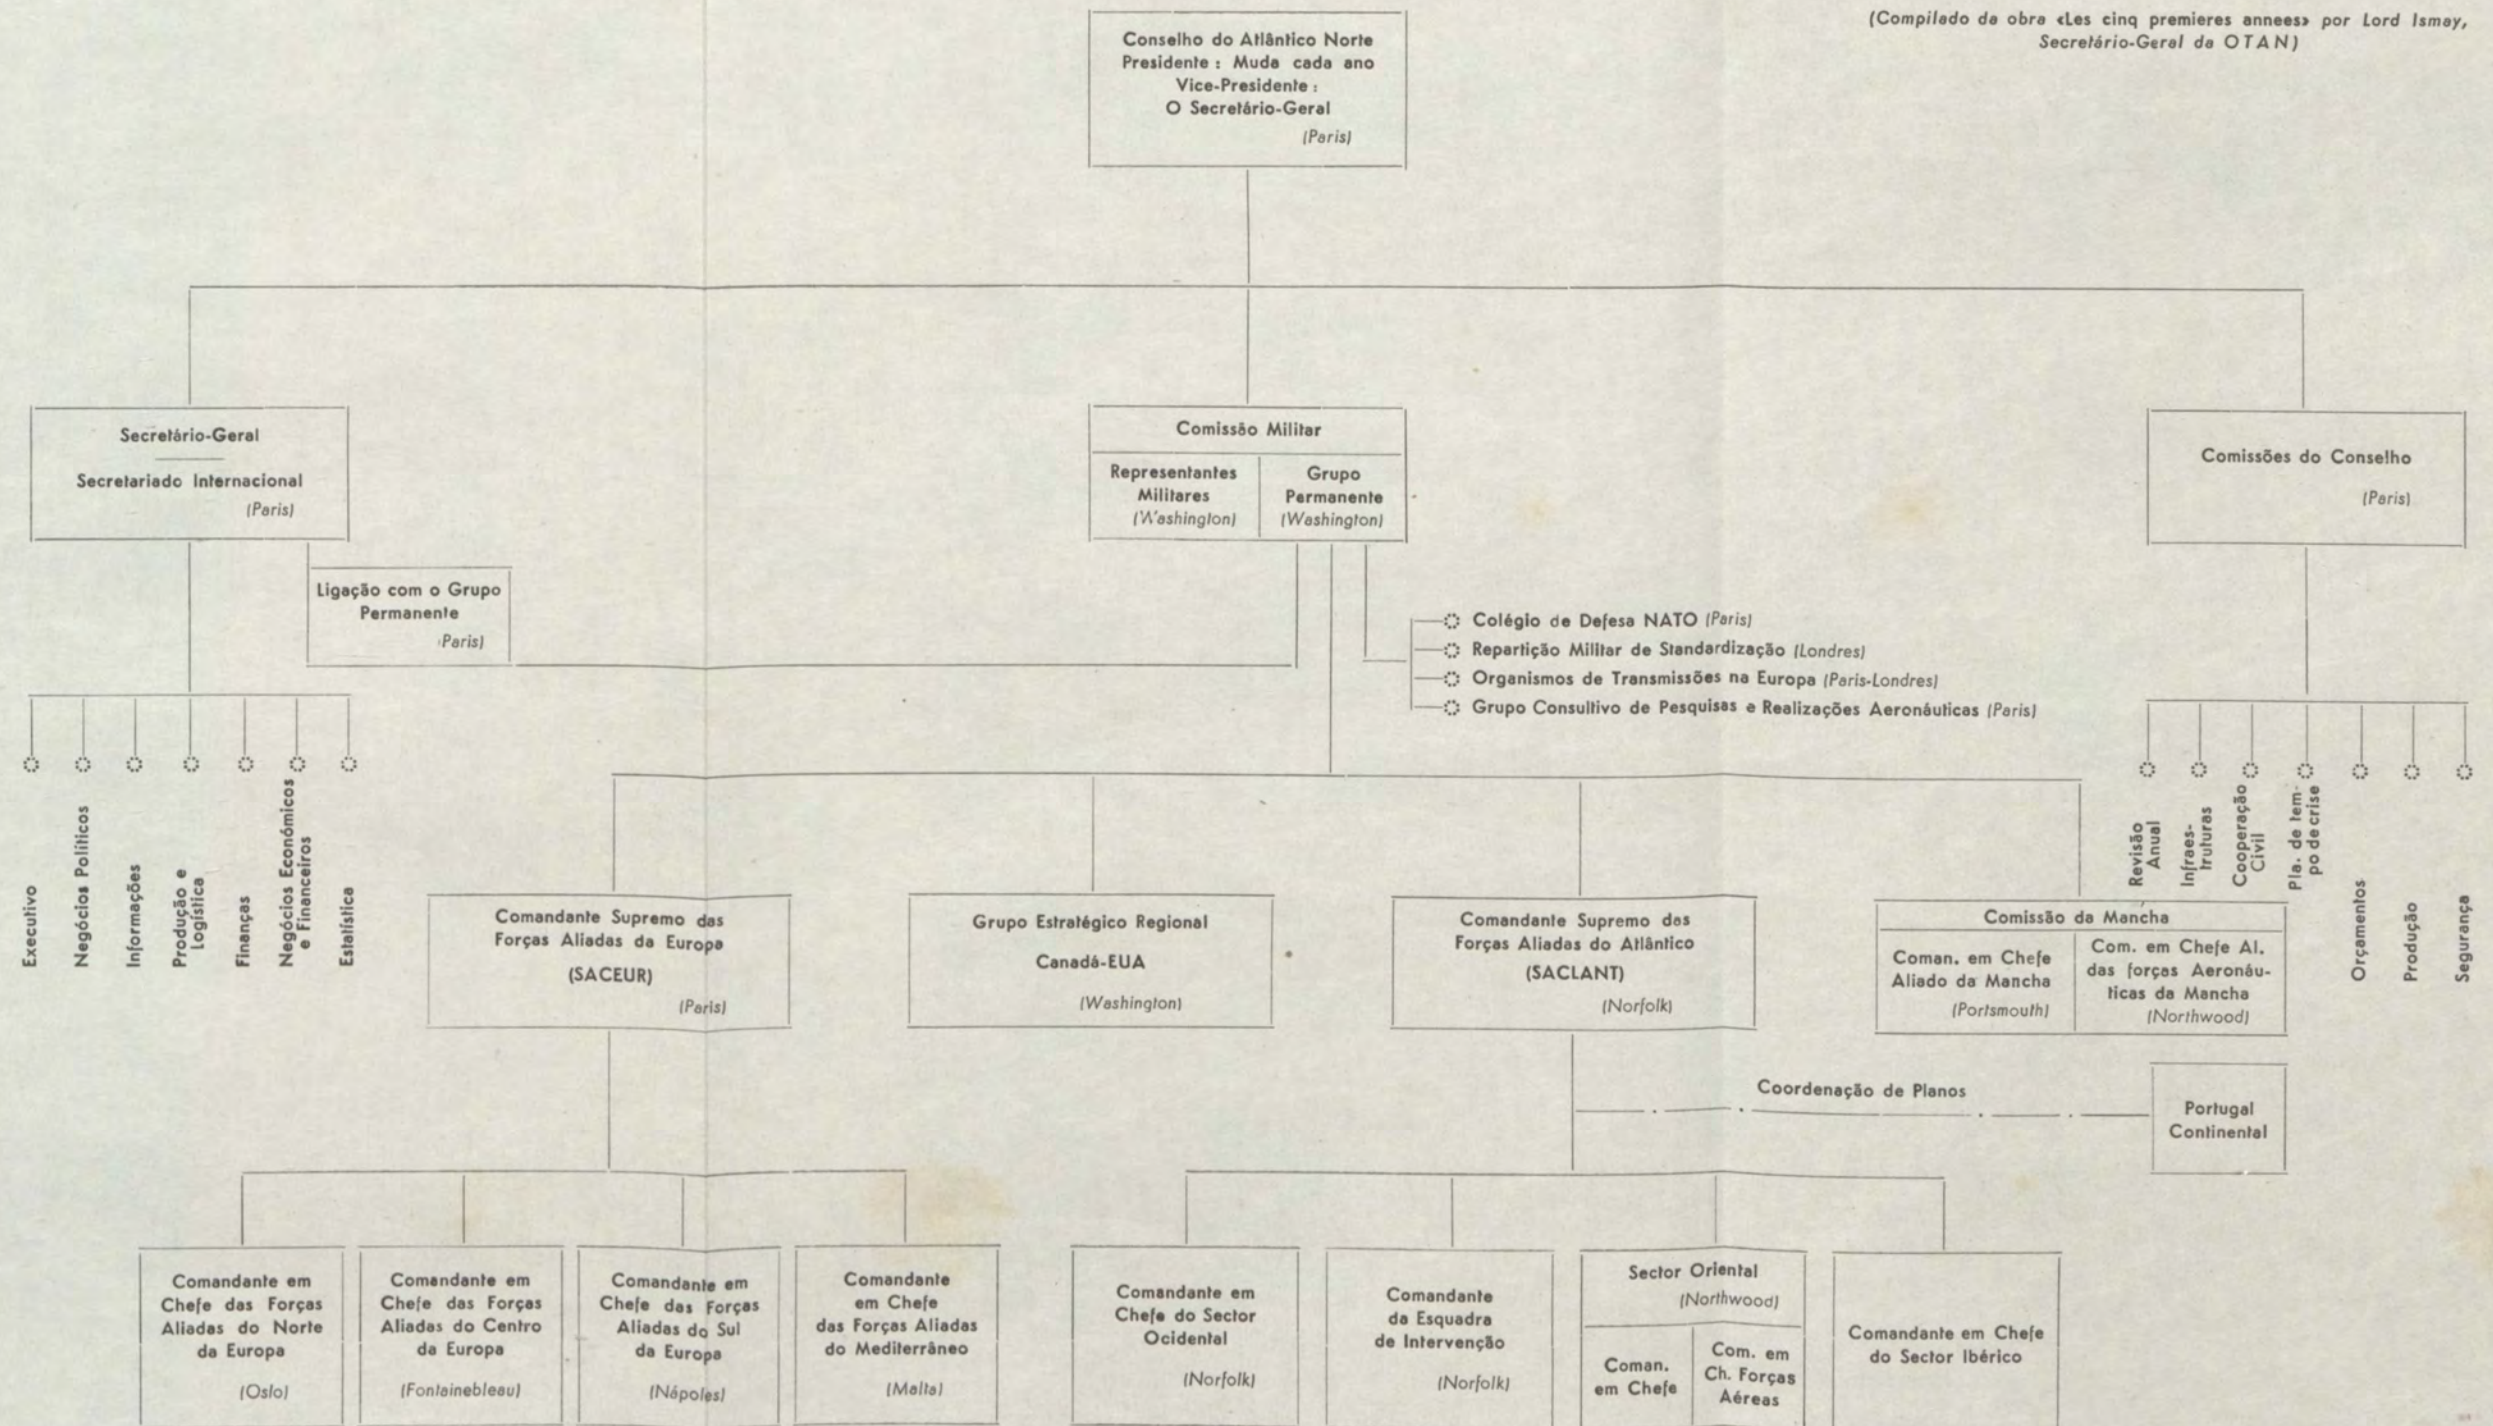 (Compilado da obra «Les cinq premieres annees» por Lord Ismay,
Secretário-Geral da OTAN)
Conselho do Atlântico Norte
Presidente : Muda cada ano
Vice-Presidente :
O Secretário-Geral
(Paris)
Secretário-Geral
Secretariado Internacional
(Paris)
Comissão Militar
Representantes
Militares
(Washington)
Grupo
Permanente
(Washington)
Comissões do Conselho
(Paris)
Ligação com o Grupo
Permanente
(Paris)
Colégio de Defesa NATO (Paris)
Repartição Militar de Standardização (Londres)
Organismos de Transmissões na Europa (Paris-Londres)
Grupo Consultivo de Pesquisas e Realizações Aeronáuticas (Paris)
Executivo
Negócios Políticos
Informações
Produção e
Logística
Finanças
Negócios Económicos
e Financeiros
Estatística
Revisão
Anual
Infraes-
truturas
Cooperação
Civil
Pla. de tem-
po de crise
Orçamentos
Produção
Segurança
Comandante Supremo das
Forças Aliadas da Europa
(SACEUR)
(Paris)
Grupo Estratégico Regional
Canadá-EUA
(Washington)
Comandante Supremo das
Forças Aliadas do Atlântico
(SACLANT)
(Norfolk)
Comissão da Mancha
Coman. em Chefe
Aliado da Mancha
(Portsmouth)
Com. em Chefe Al.
das forças Aeronáu-
ticas da Mancha
(Northwood)
Coordenação de Planos
Portugal
Continental
Comandante em
Chefe das Forças
Aliadas do Norte
da Europa
(Oslo)
Comandante em
Chefe das Forças
Aliadas do Centro
da Europa
(Fontainebleau)
Comandante em
Chefe das Forças
Aliadas do Sul
da Europa
(Nápoles)
Comandante
em Chefe
das Forças Aliadas
do Mediterrâneo
(Malta)
Comandante em
Chefe do Sector
Ocidental
(Norfolk)
Comandante
da Esquadra
de Intervenção
(Norfolk)
Sector Oriental
(Northwood)
Coman.
em Chefe
Com. em
Ch. Forças
Aéreas
Comandante em Chefe
do Sector Ibérico